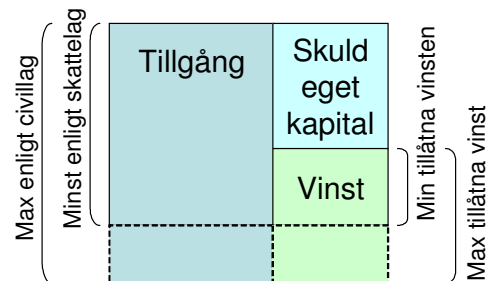 Max enligt civillag
Minst enligt skattelag
Tillgång
Skuld
eget
kapital
Vinst
Min tillåtna vinsten
Max tillåtna vinst